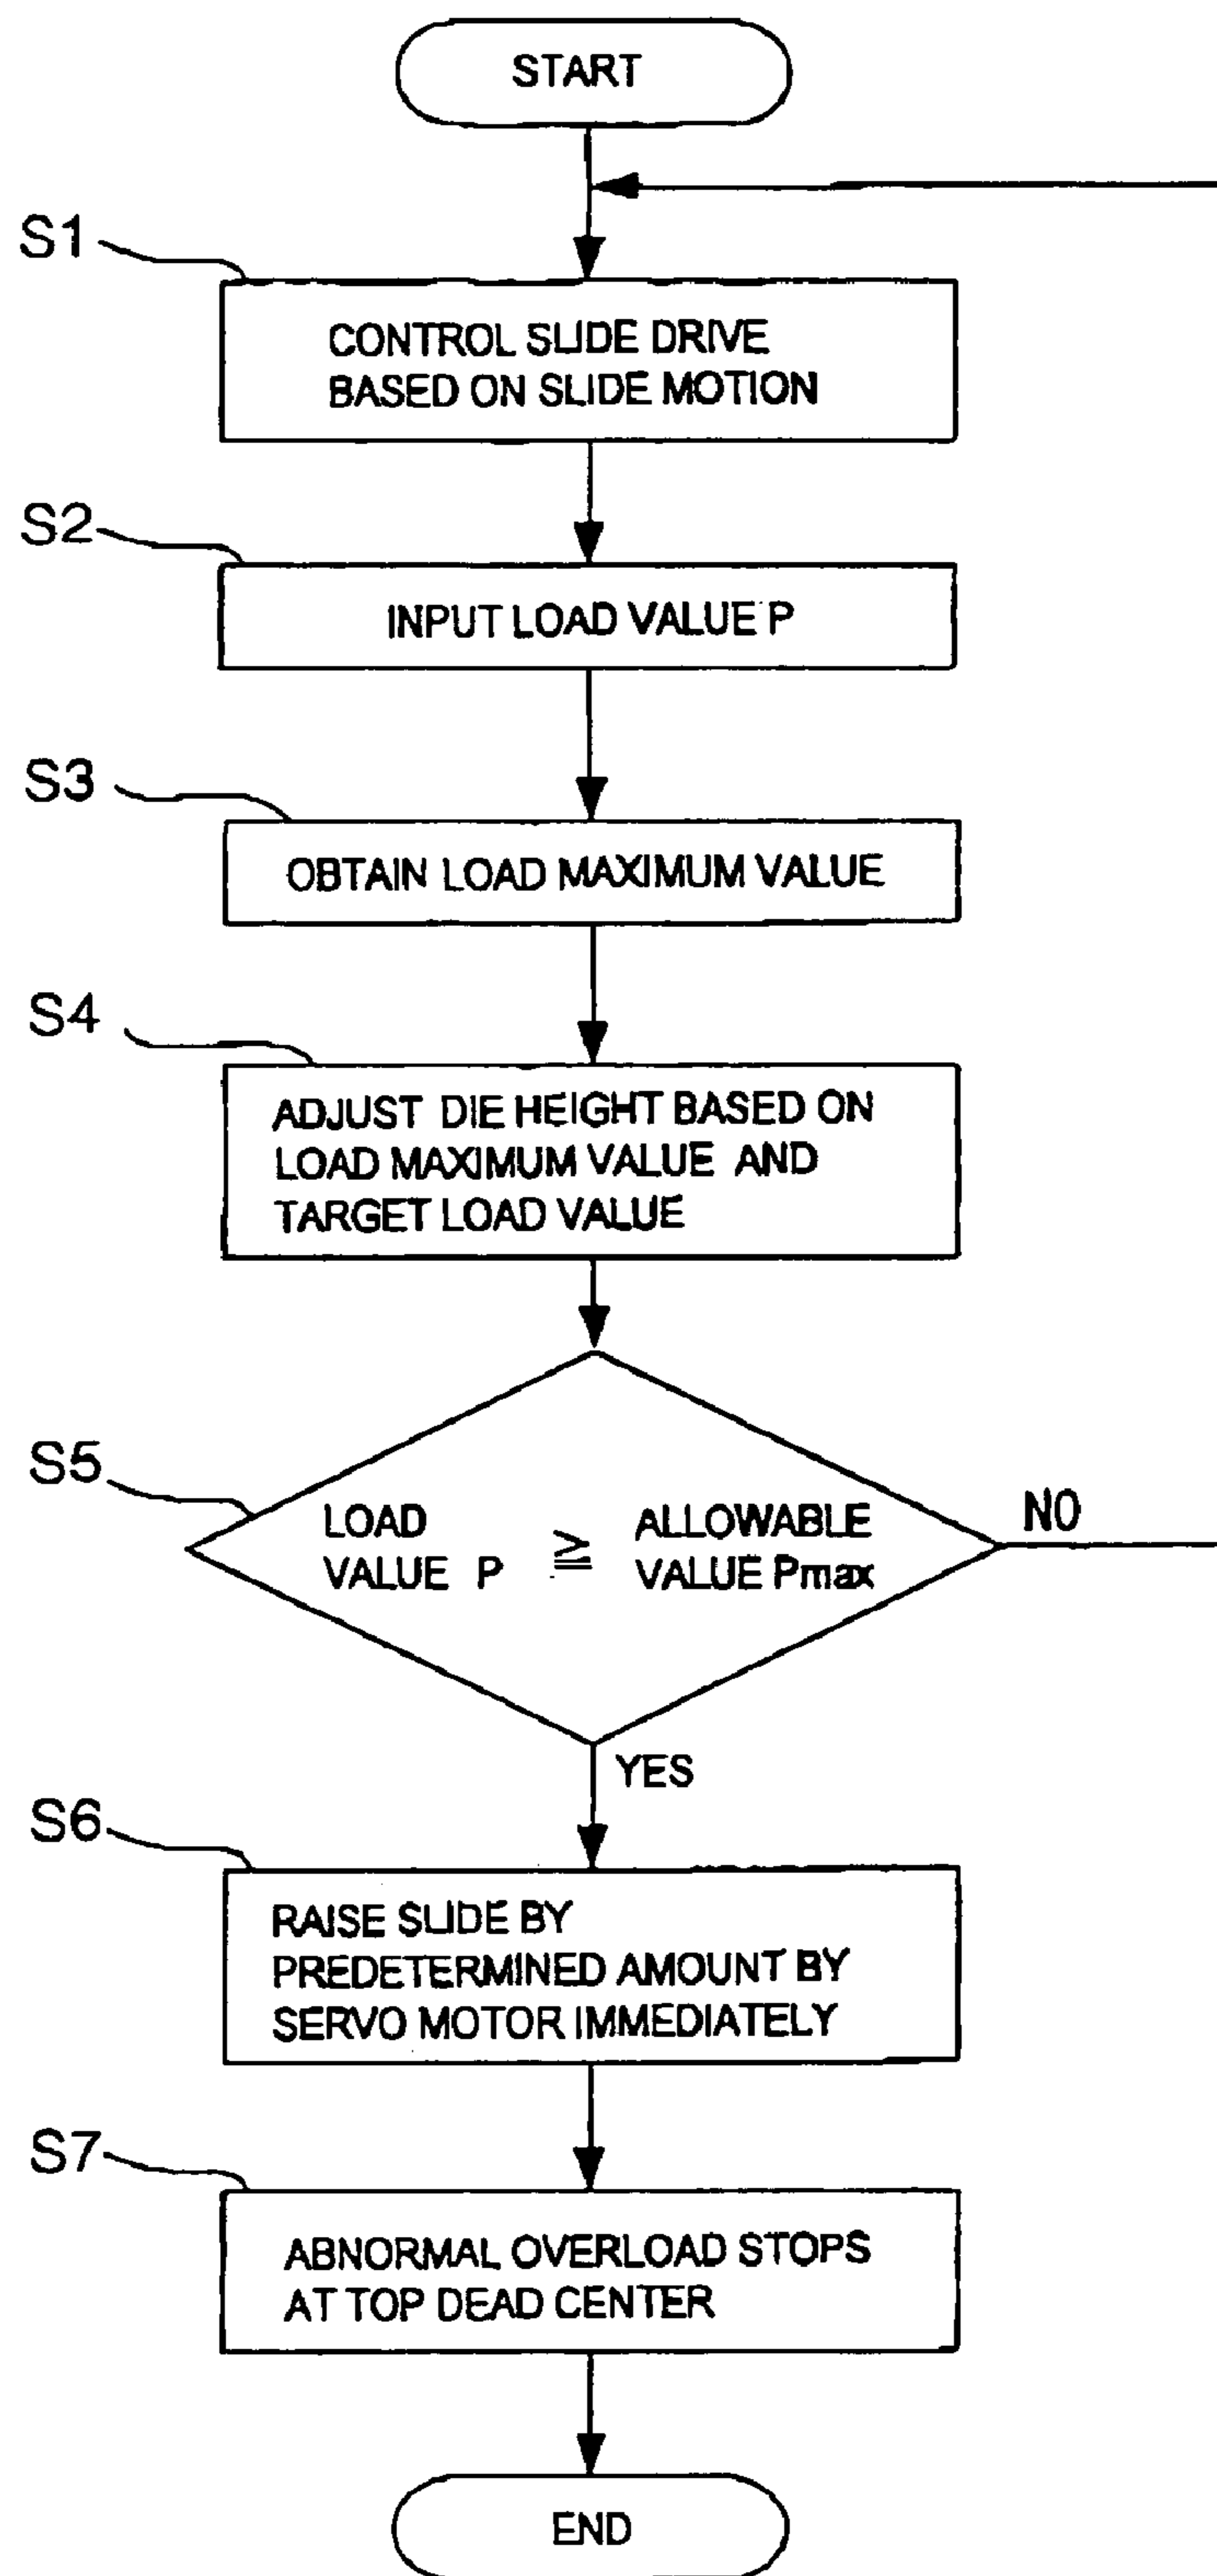 START
S1
CONTROL SLIDE DRIVE
BASED ON SLIDE MOTION
S2
INPUT LOAD VALUE P
S3
OBTAIN LOAD MAXIMUM VALUE
S4
ADJUST DIE HEIGHT BASED ON
LOAD MAXIMUM VALUE AND
TARGET LOAD VALUE
S5
LOAD
VALUE P ≧ ALLOWABLE
VALUE Pmax
NO
YES
S6
RAISE SLIDE BY
PREDETERMINED AMOUNT BY
SERVO MOTOR IMMEDIATELY
S7
ABNORMAL OVERLOAD STOPS
AT TOP DEAD CENTER
END